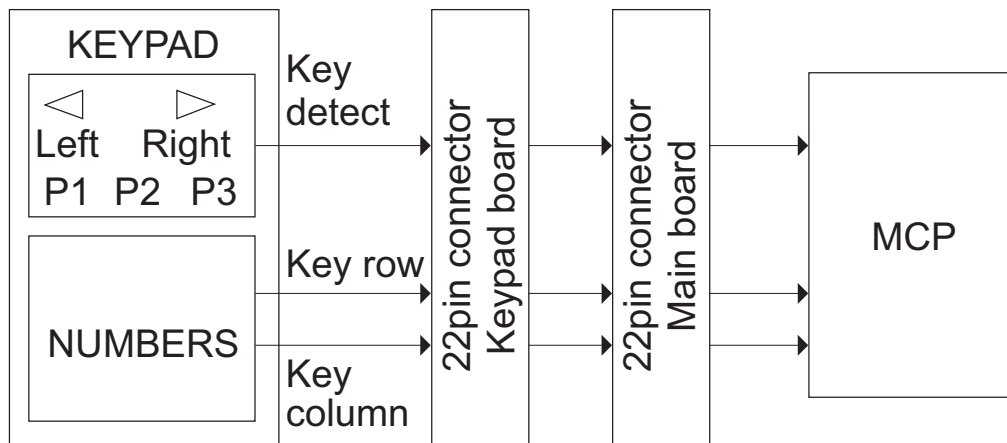 KEYPAD
Left Right
P1 P2 P3
NUMBERS
Key
detect
Key row
Key
column
22pin connector
Keypad board
22pin connector
Main board
MCP